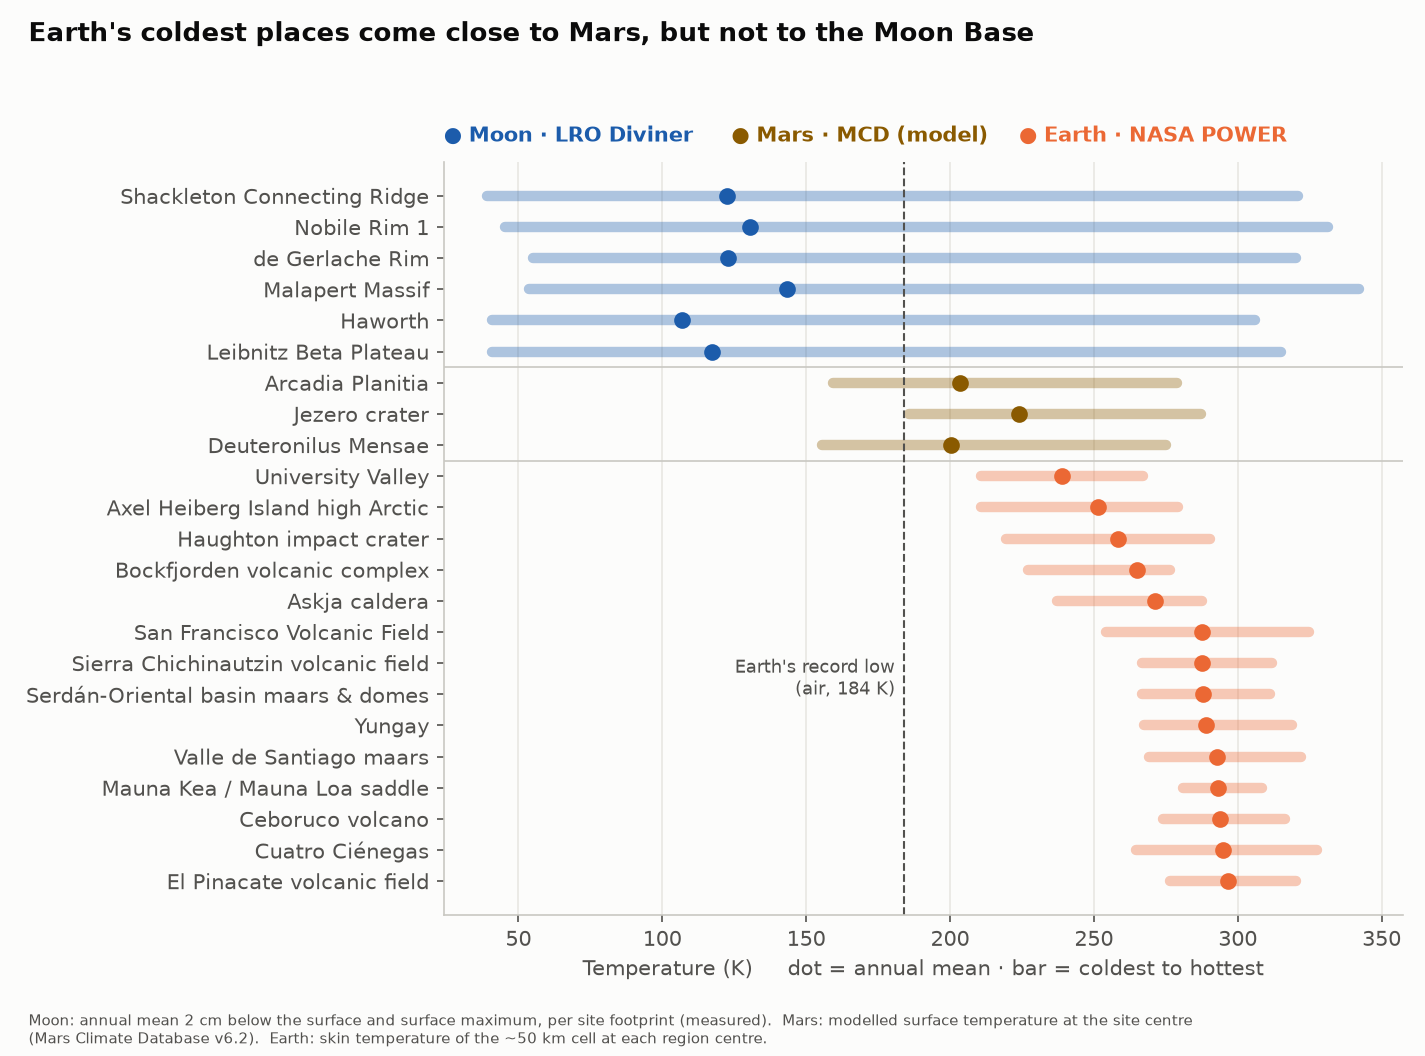 Earth's coldest places come close to Mars, but not to the Moon Base
Moon · LRO Diviner
Mars · MCD (model)
Earth · NASA POWER
Shackleton Connecting Ridge
Nobile Rim 1
de Gerlache Rim
Malapert Massif
Haworth
Leibnitz Beta Plateau
Arcadia Planitia
Jezero crater
Deuteronilus Mensae
University Valley
Axel Heiberg Island high Arctic
Haughton impact crater
Bockfjorden volcanic complex
Askja caldera
San Francisco Volcanic Field
Sierra Chichinautzin volcanic field
Serdán-Oriental basin maars & domes
Yungay
Valle de Santiago maars
Mauna Kea / Mauna Loa saddle
Ceboruco volcano
Cuatro Ciénegas
El Pinacate volcanic field
Earth's record low
(air, 184 K)
50 100 150 200 250 300 350
Temperature (K) dot = annual mean · bar = coldest to hottest
Moon: annual mean 2 cm below the surface and surface maximum, per site footprint (measured). Mars: modelled surface temperature at the site centre
(Mars Climate Database v6.2). Earth: skin temperature of the ~50 km cell at each region centre.